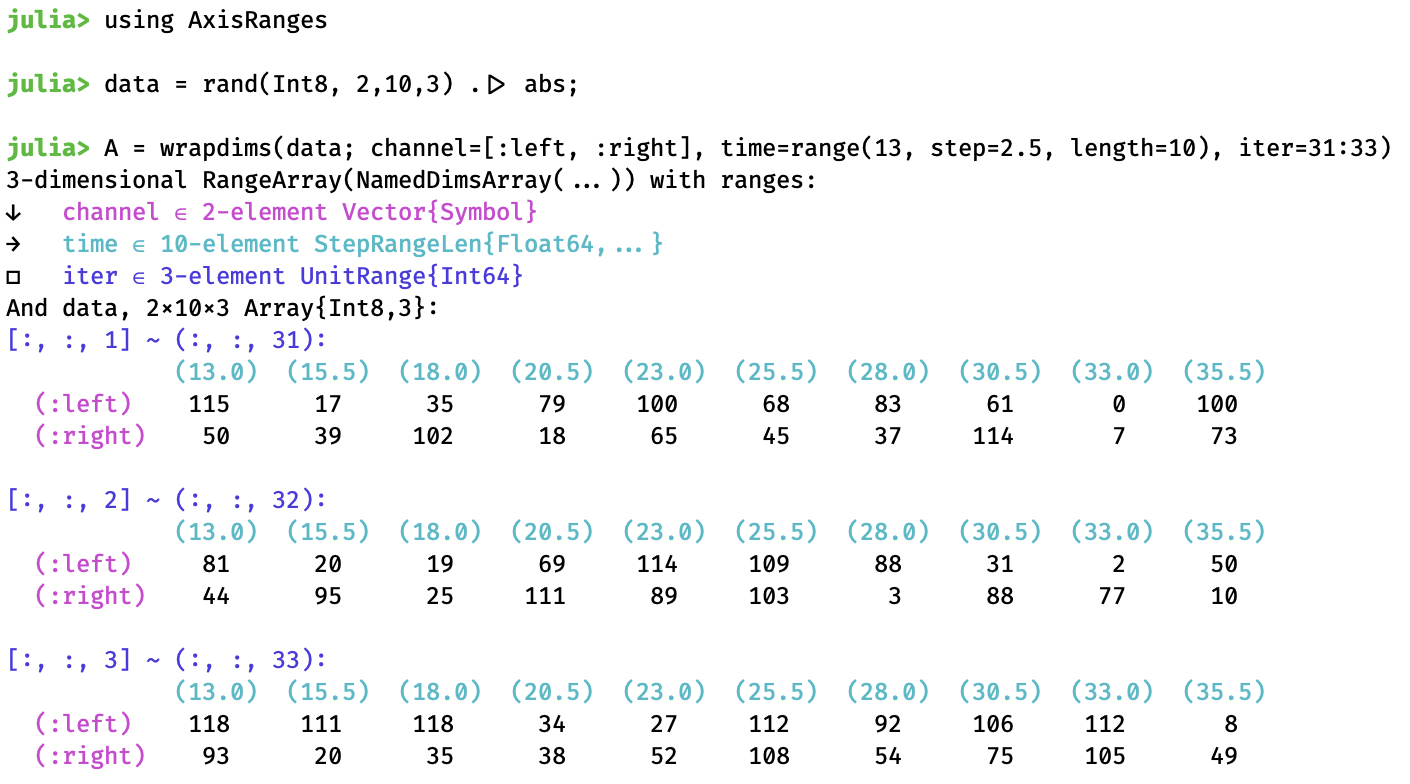 julia> using AxisRanges
julia> data = rand(Int8, 2,10,3) .|> abs;
julia> A = wrapdims(data; channel=[:left, :right], time=range(13, step=2.5, length=10), iter=31:33)
3-dimensional RangeArray(NamedDimsArray(...)) with ranges:
↓   channel ∈ 2-element Vector{Symbol}
→   time ∈ 10-element StepRangeLen{Float64,...}
□   iter ∈ 3-element UnitRange{Int64}
And data, 2×10×3 Array{Int8,3}:
[:, :, 1] ~ (:, :, 31):
            (13.0)  (15.5)  (18.0)  (20.5)  (23.0)  (25.5)  (28.0)  (30.5)  (33.0)  (35.5)
  (:left)    115      17      35      79     100      68      83      61       0     100
  (:right)    50      39     102      18      65      45      37     114       7      73
[:, :, 2] ~ (:, :, 32):
            (13.0)  (15.5)  (18.0)  (20.5)  (23.0)  (25.5)  (28.0)  (30.5)  (33.0)  (35.5)
  (:left)     81      20      19      69     114     109      88      31       2      50
  (:right)    44      95      25     111      89     103       3      88      77      10
[:, :, 3] ~ (:, :, 33):
            (13.0)  (15.5)  (18.0)  (20.5)  (23.0)  (25.5)  (28.0)  (30.5)  (33.0)  (35.5)
  (:left)    118     111     118      34      27     112      92     106     112       8
  (:right)    93      20      35      38      52     108      54      75     105      49